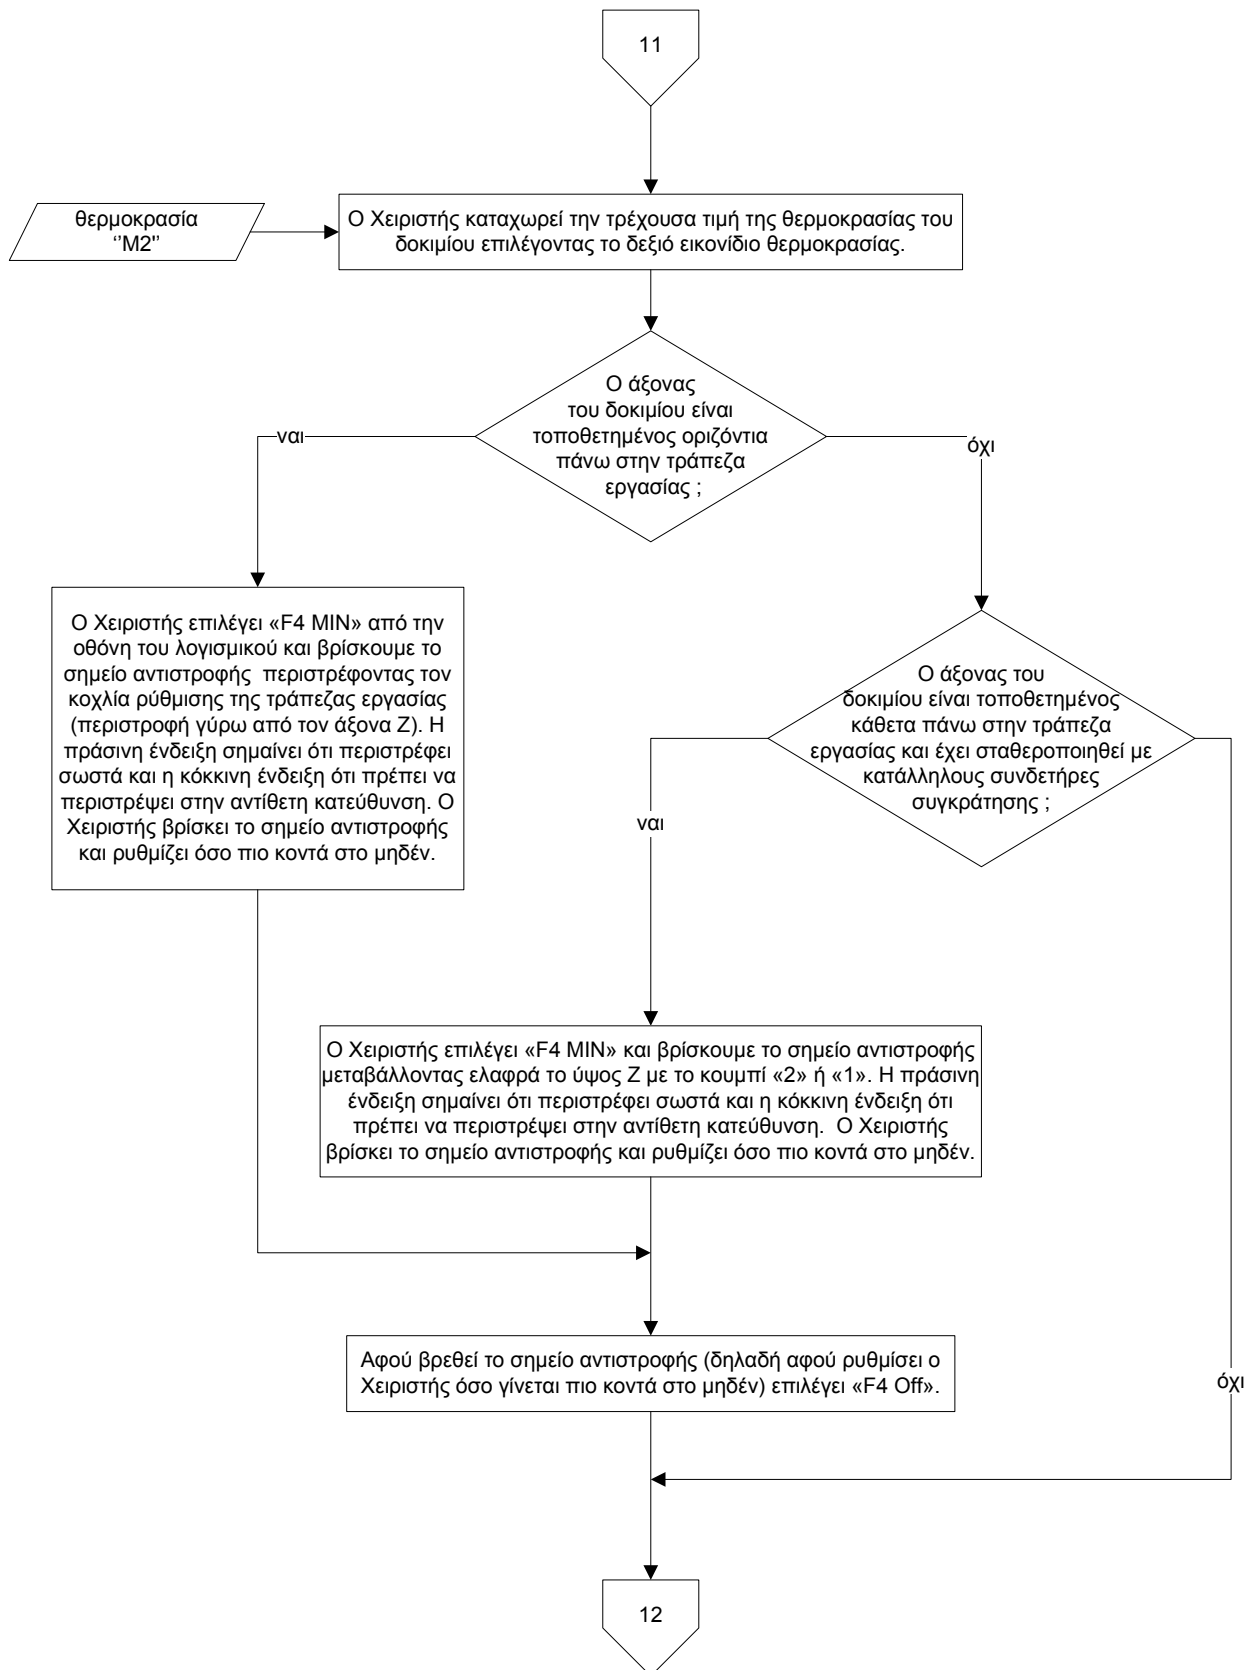 11
θερμοκρασία
‘’M2’’
Ο Χειριστής καταχωρεί την τρέχουσα τιμή της θερμοκρασίας του
δοκιμίου επιλέγοντας το δεξιό εικονίδιο θερμοκρασίας.
Ο άξονας
του δοκιμίου είναι
τοποθετημένος οριζόντια
πάνω στην τράπεζα
εργασίας ;
ναι
όχι
Ο Χειριστής επιλέγει «F4 MIN» από την
οθόνη του λογισμικού και βρίσκουμε το
σημείο αντιστροφής περιστρέφοντας τον
κοχλία ρύθμισης της τράπεζας εργασίας
(περιστροφή γύρω από τον άξονα Ζ). Η
πράσινη ένδειξη σημαίνει ότι περιστρέφει
σωστά και η κόκκινη ένδειξη ότι πρέπει να
περιστρέψει στην αντίθετη κατεύθυνση. Ο
Χειριστής βρίσκει το σημείο αντιστροφής
και ρυθμίζει όσο πιο κοντά στο μηδέν.
Ο άξονας του
δοκιμίου είναι τοποθετημένος
κάθετα πάνω στην τράπεζα
εργασίας και έχει σταθεροποιηθεί με
κατάλληλους συνδετήρες
συγκράτησης ;
ναι
Ο Χειριστής επιλέγει «F4 MIN» και βρίσκουμε το σημείο αντιστροφής
μεταβάλλοντας ελαφρά το ύψος Ζ με το κουμπί «2» ή «1». Η πράσινη
ένδειξη σημαίνει ότι περιστρέφει σωστά και η κόκκινη ένδειξη ότι
πρέπει να περιστρέψει στην αντίθετη κατεύθυνση. Ο Χειριστής
βρίσκει το σημείο αντιστροφής και ρυθμίζει όσο πιο κοντά στο μηδέν.
Αφού βρεθεί το σημείο αντιστροφής (δηλαδή αφού ρυθμίσει ο
Χειριστής όσο γίνεται πιο κοντά στο μηδέν) επιλέγει «F4 Off».
όχι
12